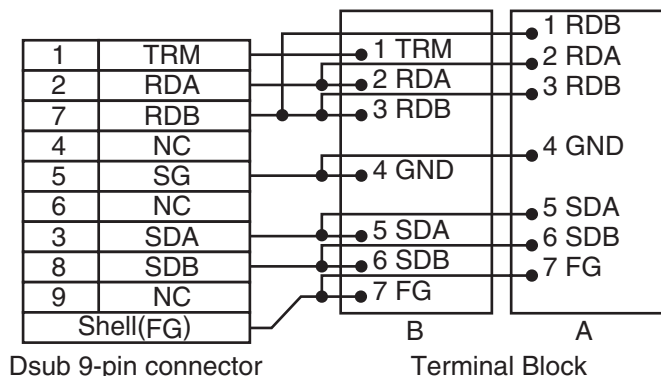 1 TRM
2 RDA
7 RDB
4 NC
5 SG
6 NC
3 SDA
8 SDB
9 NC
Shell(FG)
Dsub 9-pin connector
1 TRM
2 RDA
3 RDB
4 GND
5 SDA
6 SDB
7 FG
B
1 RDB
2 RDA
3 RDB
4 GND
5 SDA
6 SDB
7 FG
A
Terminal Block